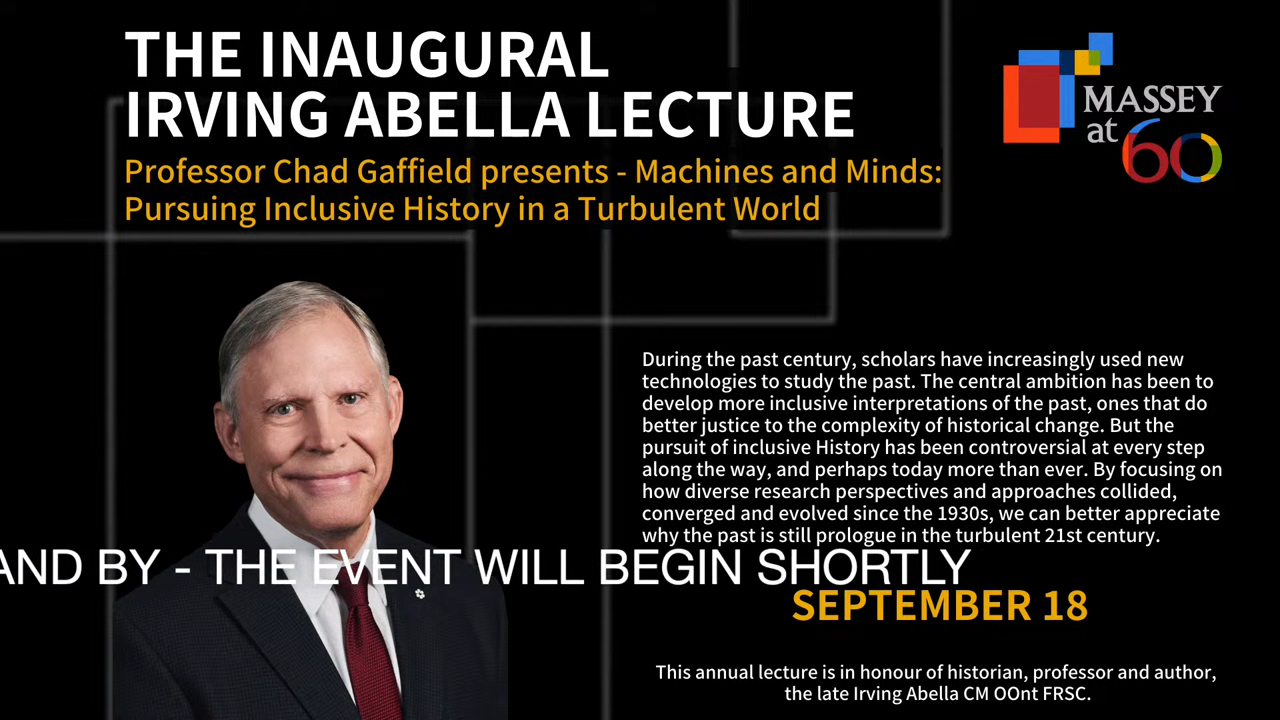 THE INAUGURAL
IRVING ABELLA LECTURE
Professor Chad Gaffield presents - Machines and Minds:
Pursuing Inclusive History in a Turbulent World
MASSEY
at 60
During the past century, scholars have increasingly used new
technologies to study the past. The central ambition has been to
develop more inclusive interpretations of the past, ones that do
better justice to the complexity of historical change. But the
pursuit of inclusive History has been controversial at every step
along the way, and perhaps today more than ever. By focusing on
how diverse research perspectives and approaches collided,
converged and evolved since the 1930s, we can better appreciate
why the past is still prologue in the turbulent 21st century.
AND BY - THE EVENT WILL BEGIN SHORTLY
SEPTEMBER 18
This annual lecture is in honour of historian, professor and author,
the late Irving Abella CM OOnt FRSC.